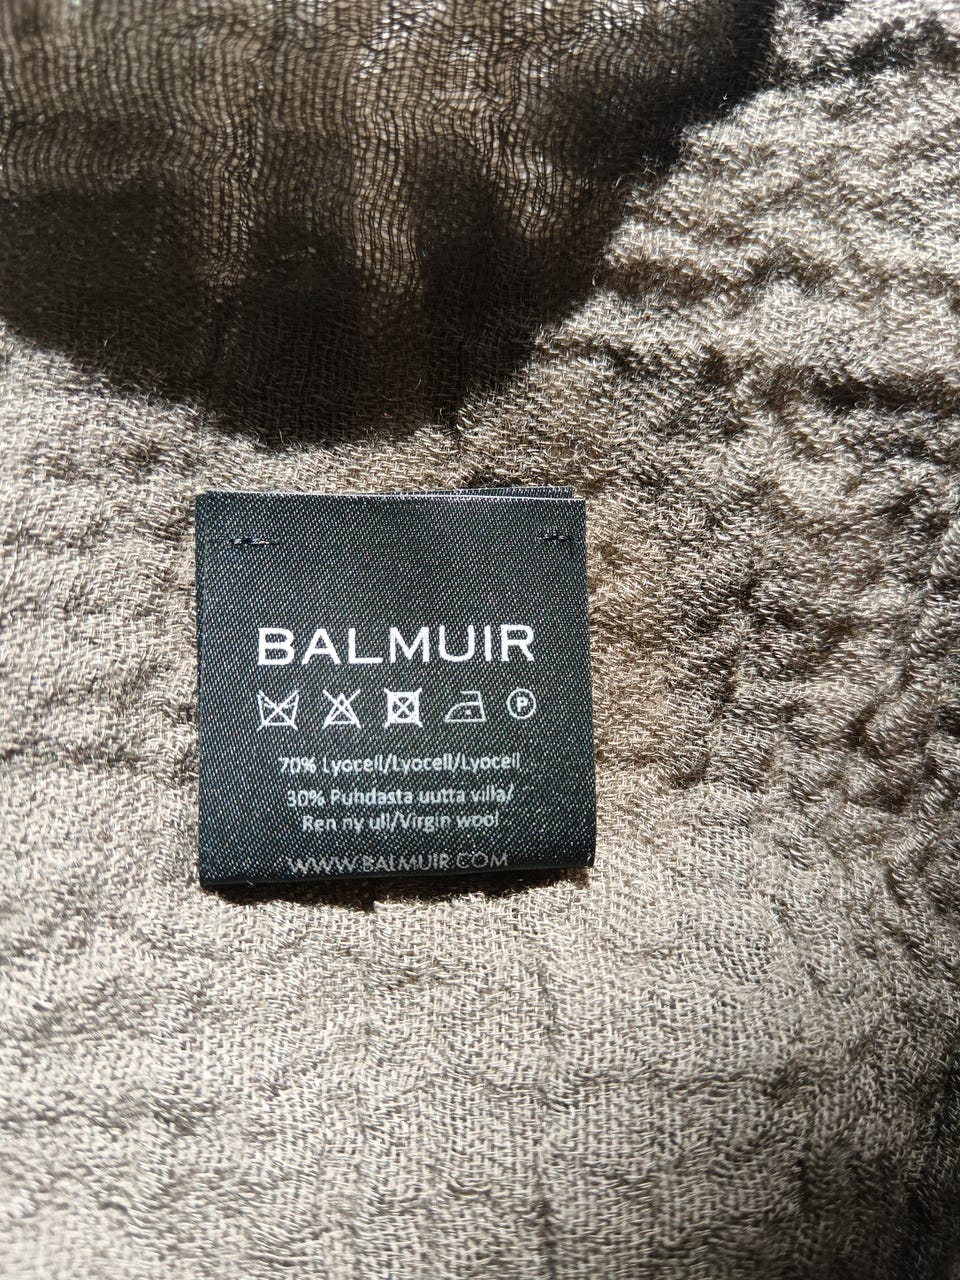 BALMUIR
P
70% Lyocell/Lyocell/Lyocell
30% Puhdasta uutta villa/
Ren ny ull/Virgin wool
WWW.BALMUIR.COM